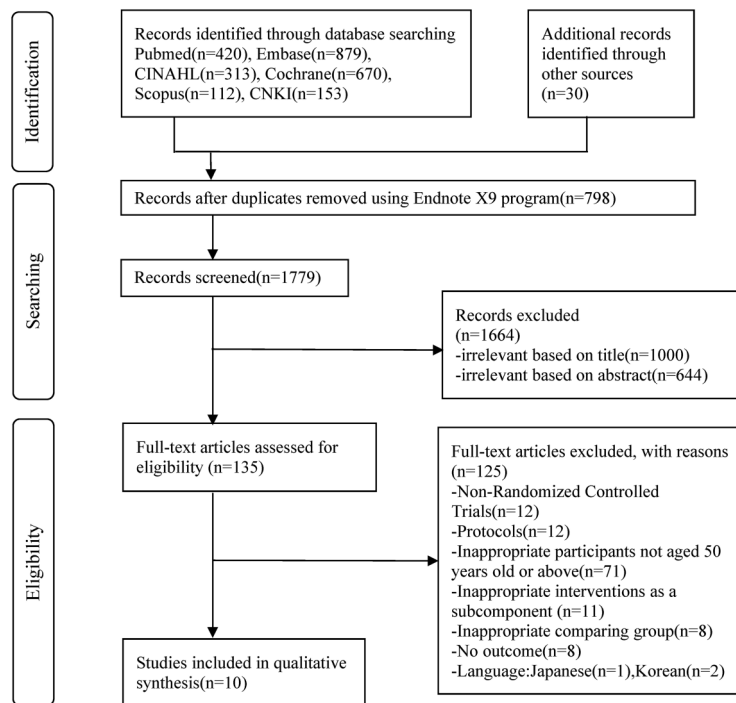 Identification
Records identified through database searching
Pubmed(n=420), Embase(n=879),
CINAHL(n=313), Cochrane(n=670),
Scopus(n=112), CNKI(n=153)
Additional records
identified through
other sources
(n=30)
Searching
Records after duplicates removed using Endnote X9 program(n=798)
Records screened(n=1779)
Records excluded
(n=1664)
-irrelevant based on title(n=1000)
-irrelevant based on abstract(n=644)
Eligibility
Full-text articles assessed for
eligibility (n=135)
Full-text articles excluded, with reasons
(n=125)
-Non-Randomized Controlled
Trials(n=12)
-Protocols(n=12)
-Inappropriate participants not aged 50
years old or above(n=71)
-Inappropriate interventions as a
subcomponent (n=11)
-Inappropriate comparing group(n=8)
-No outcome(n=8)
-Language:Japanese(n=1),Korean(n=2)
Studies included in qualitative
synthesis(n=10)